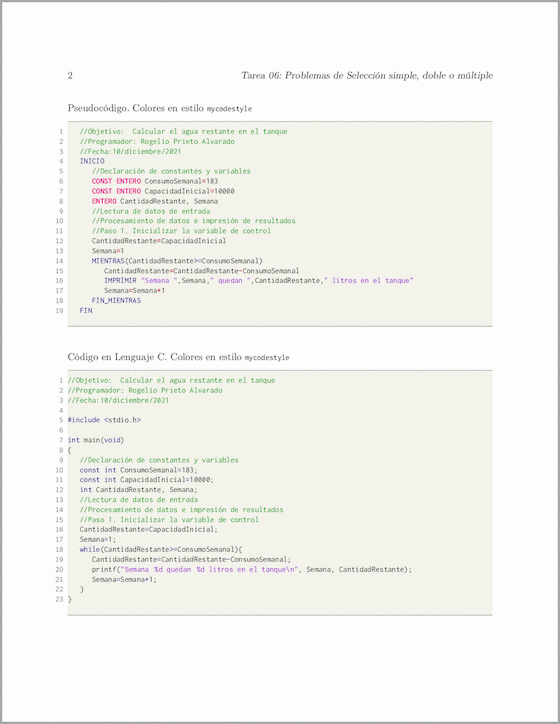 2 Tarea 06: Problemas de Selección simple, doble o múltiple
Pseudocódigo. Colores en estilo mycodestyle
1 //Objetivo:  Calcular el agua restante en el tanque
2 //Programador: Rogelio Prieto Alvarado
3 //Fecha:10/diciembre/2021
4 INICIO
5 //Declaración de constantes y variables
6 CONST ENTERO ConsumoSemanal=183
7 CONST ENTERO CapacidadInicial=10000
8 ENTERO CantidadRestante, Semana
9 //Lectura de datos de entrada
10 //Procesamiento de datos e impresión de resultados
11 //Paso 1. Inicializar la variable de control
12 CantidadRestante=CapacidadInicial
13 Semana=1
14 MIENTRAS(CantidadRestante>=ConsumoSemanal)
15 CantidadRestante=CantidadRestante-ConsumoSemanal
16 IMPRIMIR "Semana ",Semana," quedan ",CantidadRestante," litros en el tanque"
17 Semana=Semana+1
18 FIN_MIENTRAS
19 FIN
Código en Lenguaje C. Colores en estilo mycodestyle
1 //Objetivo:  Calcular el agua restante en el tanque
2 //Programador: Rogelio Prieto Alvarado
3 //Fecha:10/diciembre/2021
4
5 #include <stdio.h>
6
7 int main(void)
8 {
9 //Declaración de constantes y variables
10 const int ConsumoSemanal=183;
11 const int CapacidadInicial=10000;
12 int CantidadRestante, Semana;
13 //Lectura de datos de entrada
14 //Procesamiento de datos e impresión de resultados
15 //Paso 1. Inicializar la variable de control
16 CantidadRestante=CapacidadInicial;
17 Semana=1;
18 while(CantidadRestante>=ConsumoSemanal){
19 CantidadRestante=CantidadRestante-ConsumoSemanal;
20 printf("Semana %d quedan %d litros en el tanque\n", Semana, CantidadRestante);
21 Semana=Semana+1;
22 }
23 }